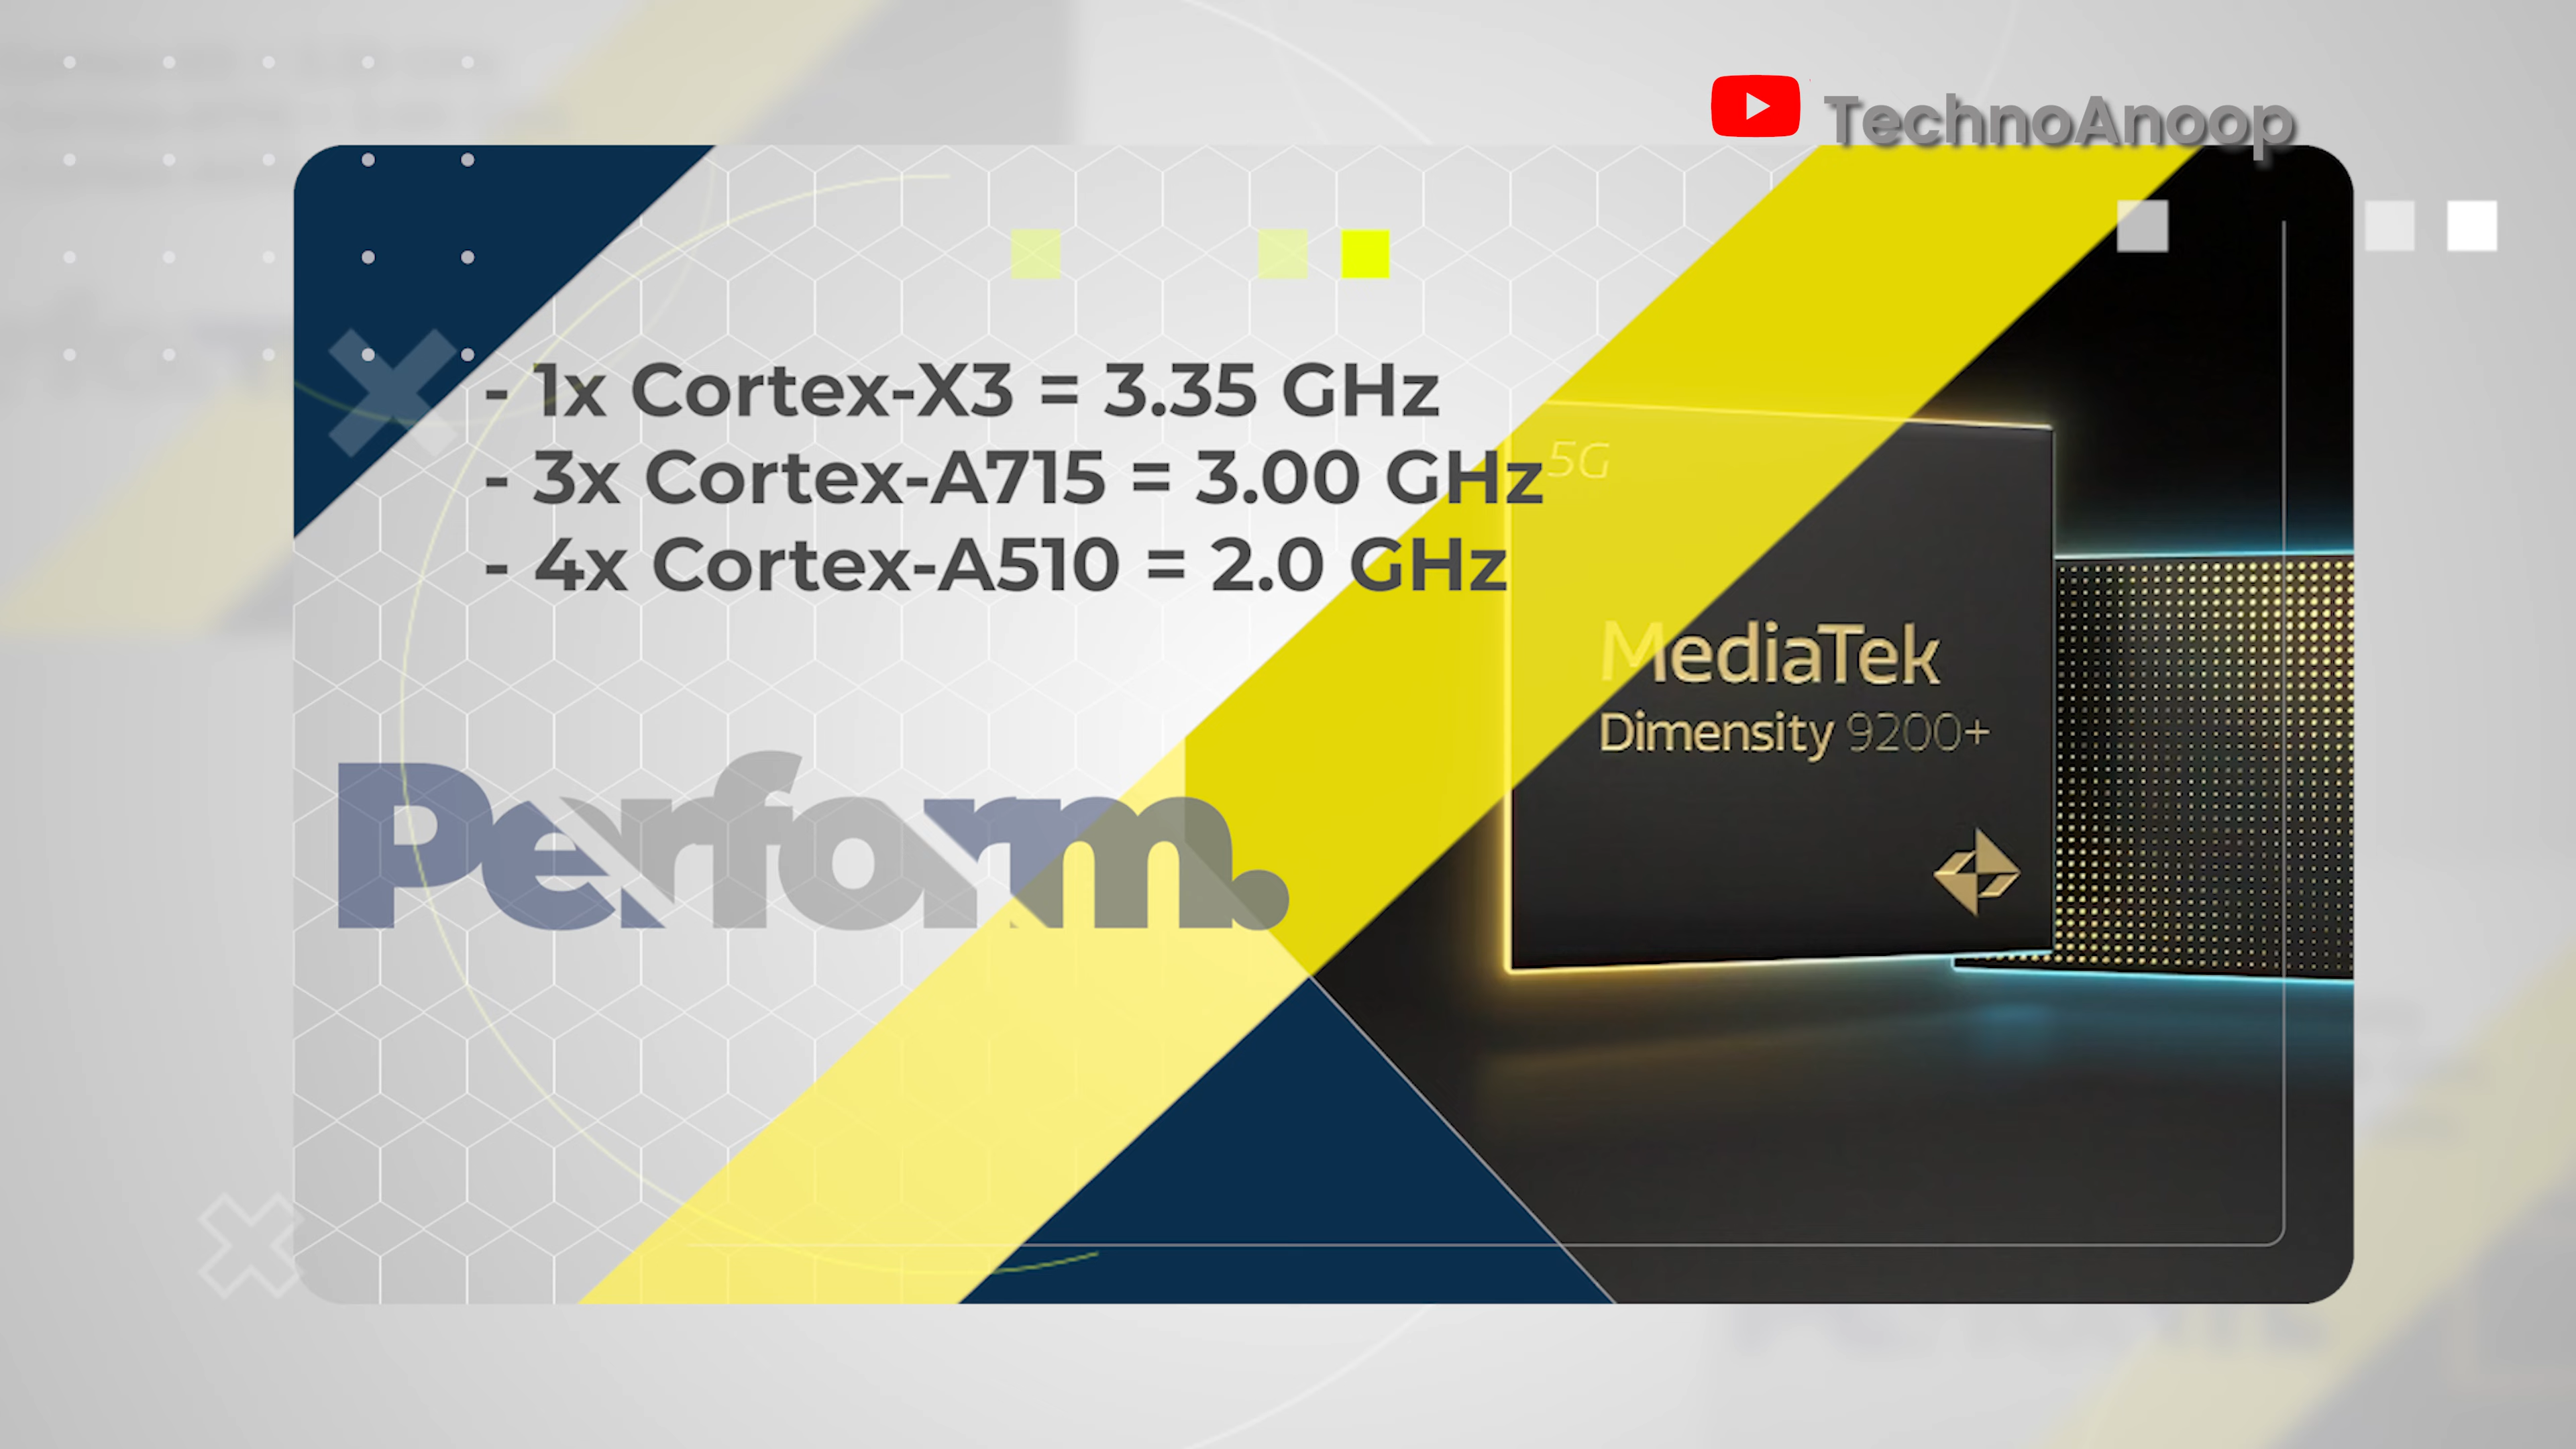 TechnoAnoop
- 1x Cortex-X3 = 3.35 GHz
- 3x Cortex-A715 = 3.00 GHz
- 4x Cortex-A510 = 2.0 GHz
5G
MediaTek
Dimensity 9200+
Perform.